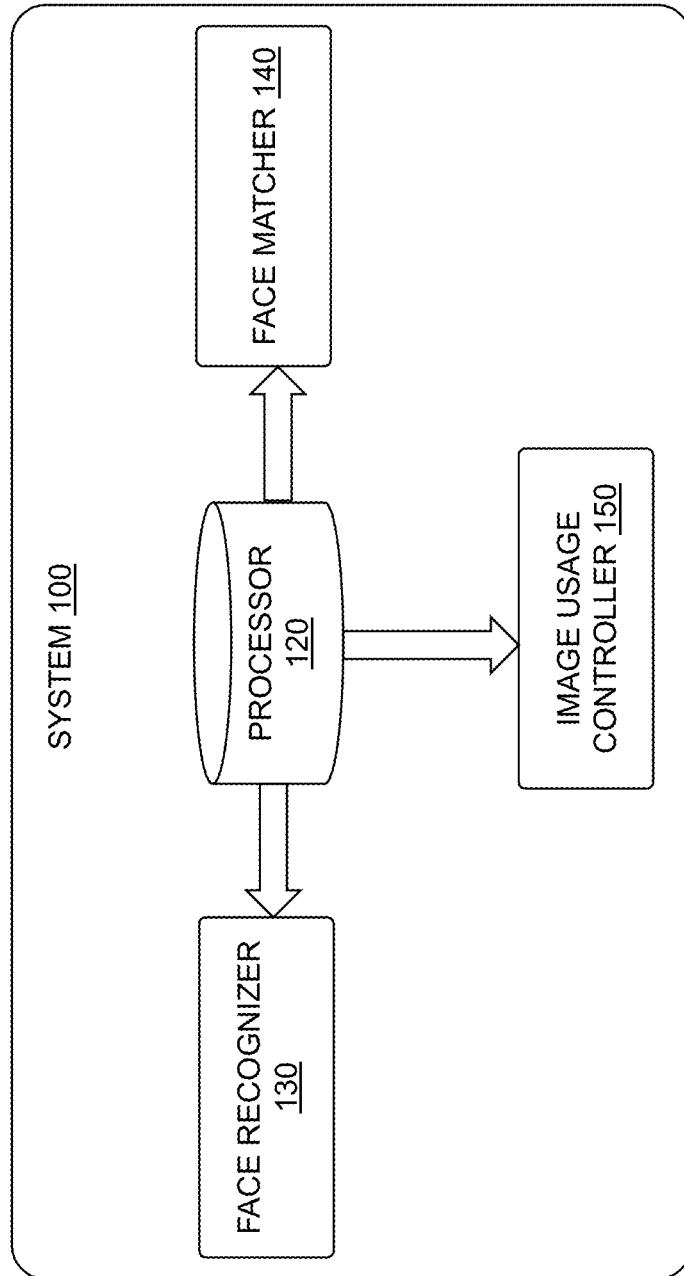 SYSTEM 100
FACE RECOGNIZER
130
PROCESSOR
120
FACE MATCHER 140
IMAGE USAGE
CONTROLLER 150